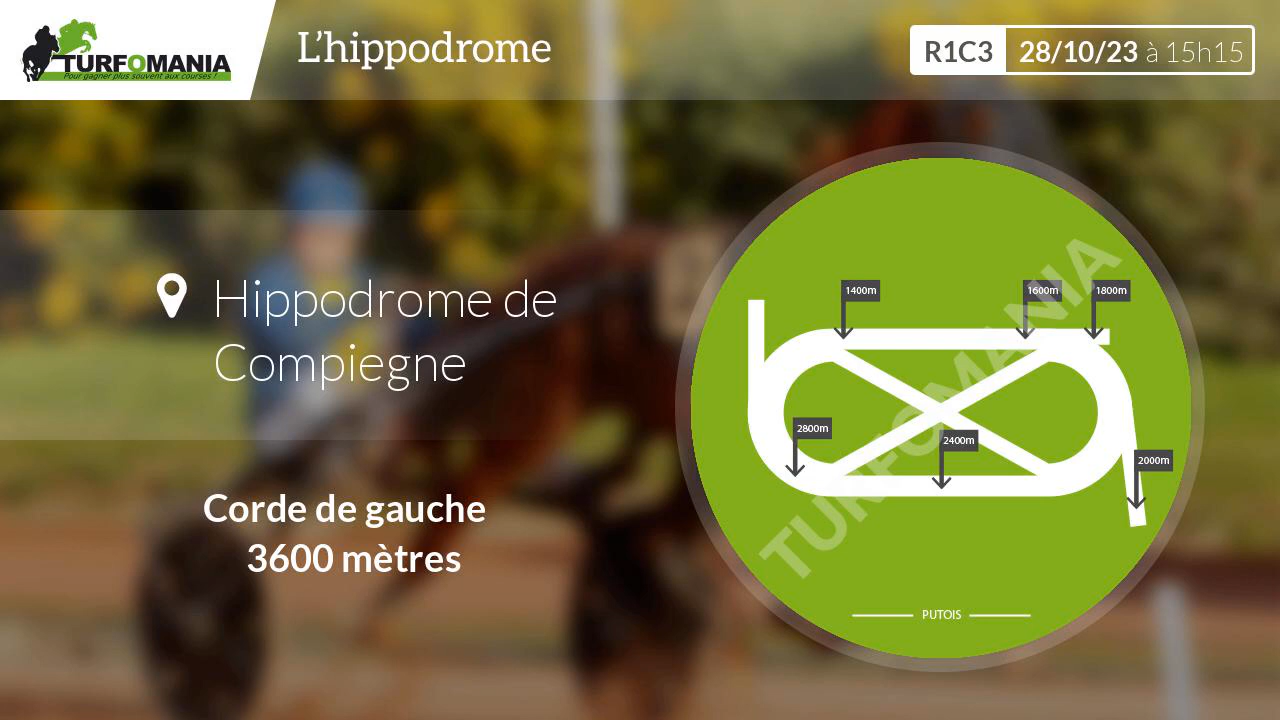 TURFOMANIA
Pour gagner plus souvent aux courses !
L'hippodrome
R1C3 28/10/23 à 15h15
Hippodrome de
Compiegne
Corde de gauche
3600 mètres
1400m
1600m
1800m
2800m
2400m
2000m
TURFOMANIA
PUTOIS